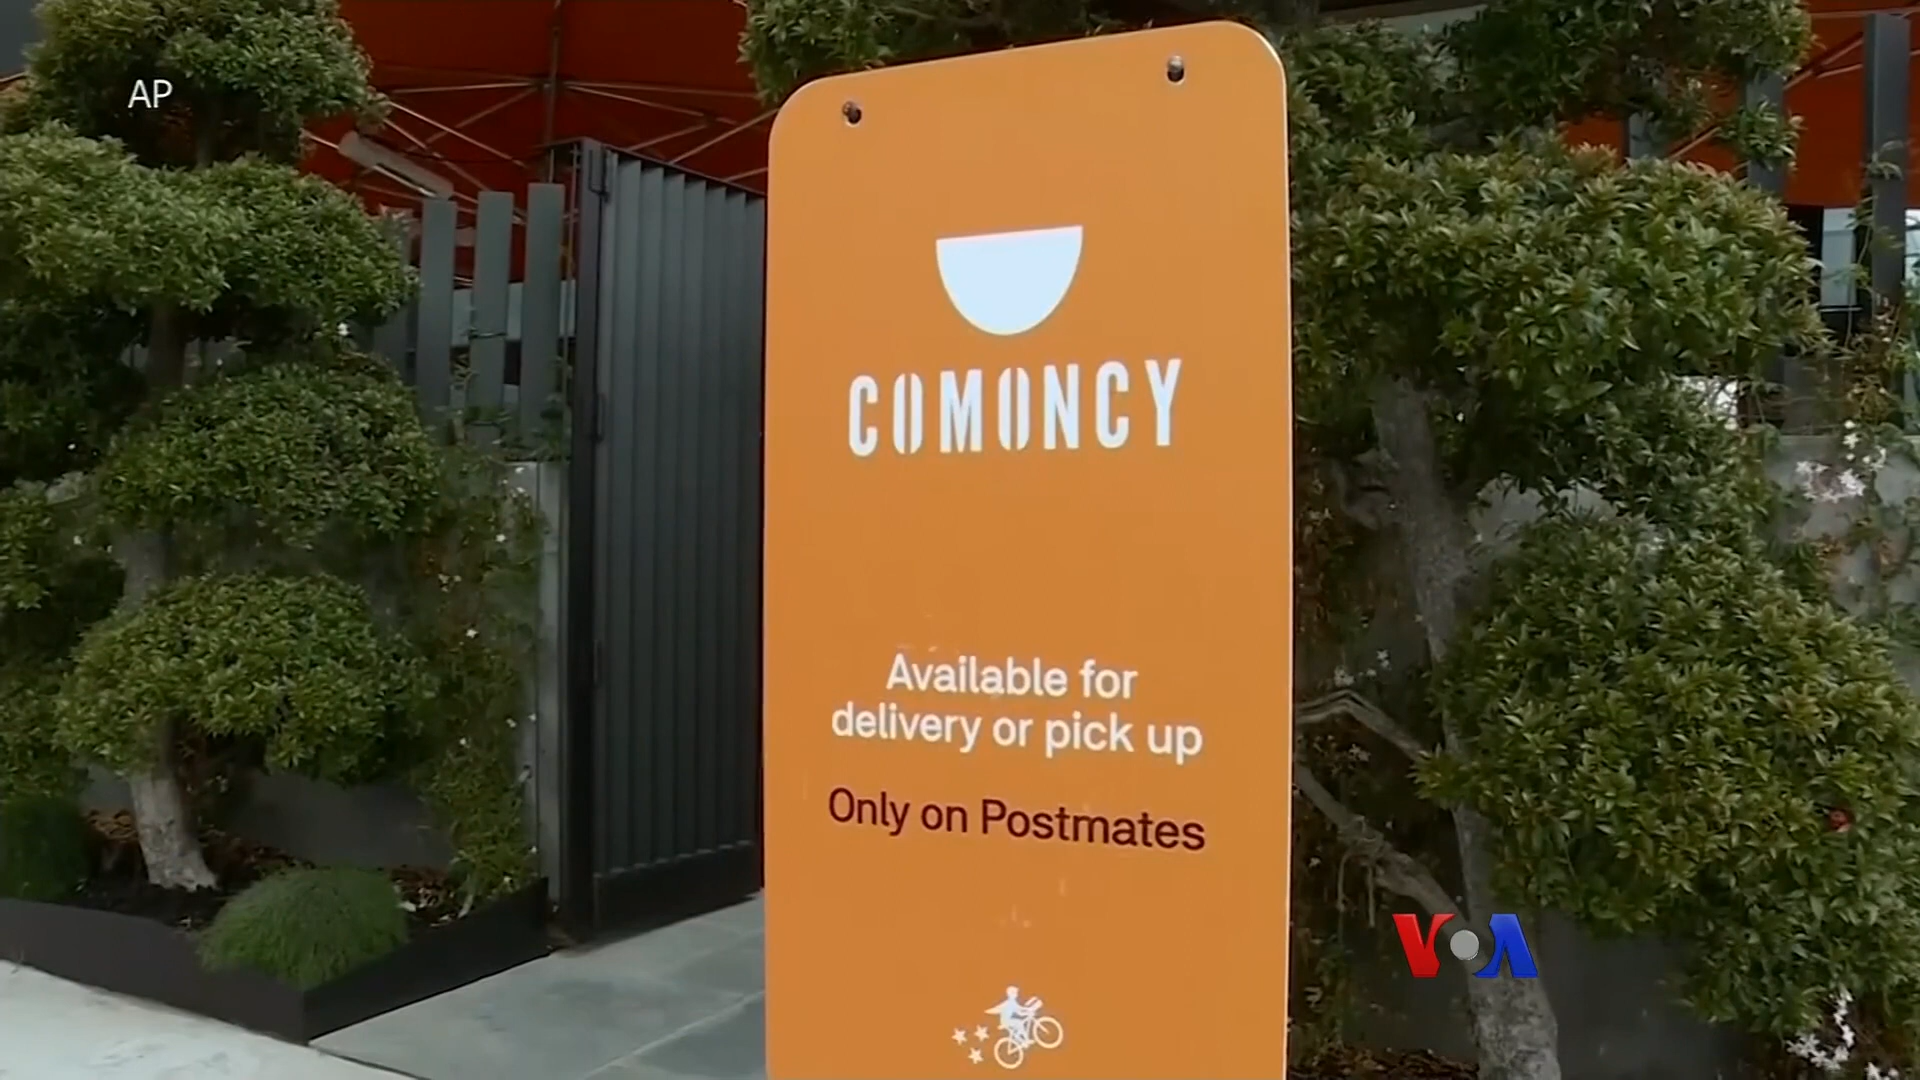 AP
COMONCY
Available for
delivery or pick up
Only on Postmates
VOA